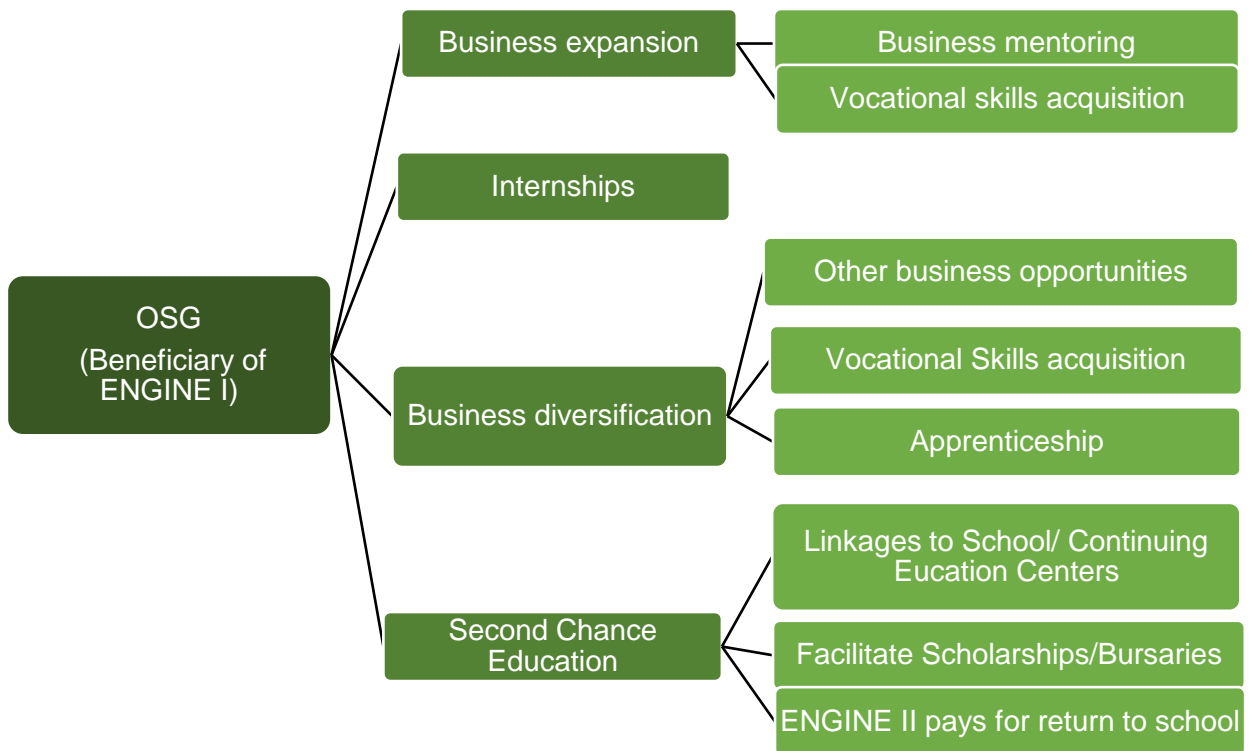 OSG
(Beneficiary of
ENGINE I)
Business expansion
Business mentoring
Vocational skills acquisition
Internships
Business diversification
Other business opportunities
Vocational Skills acquisition
Apprenticeship
Second Chance
Education
Linkages to School/ Continuing
Eucation Centers
Facilitate Scholarships/Bursaries
ENGINE II pays for return to school